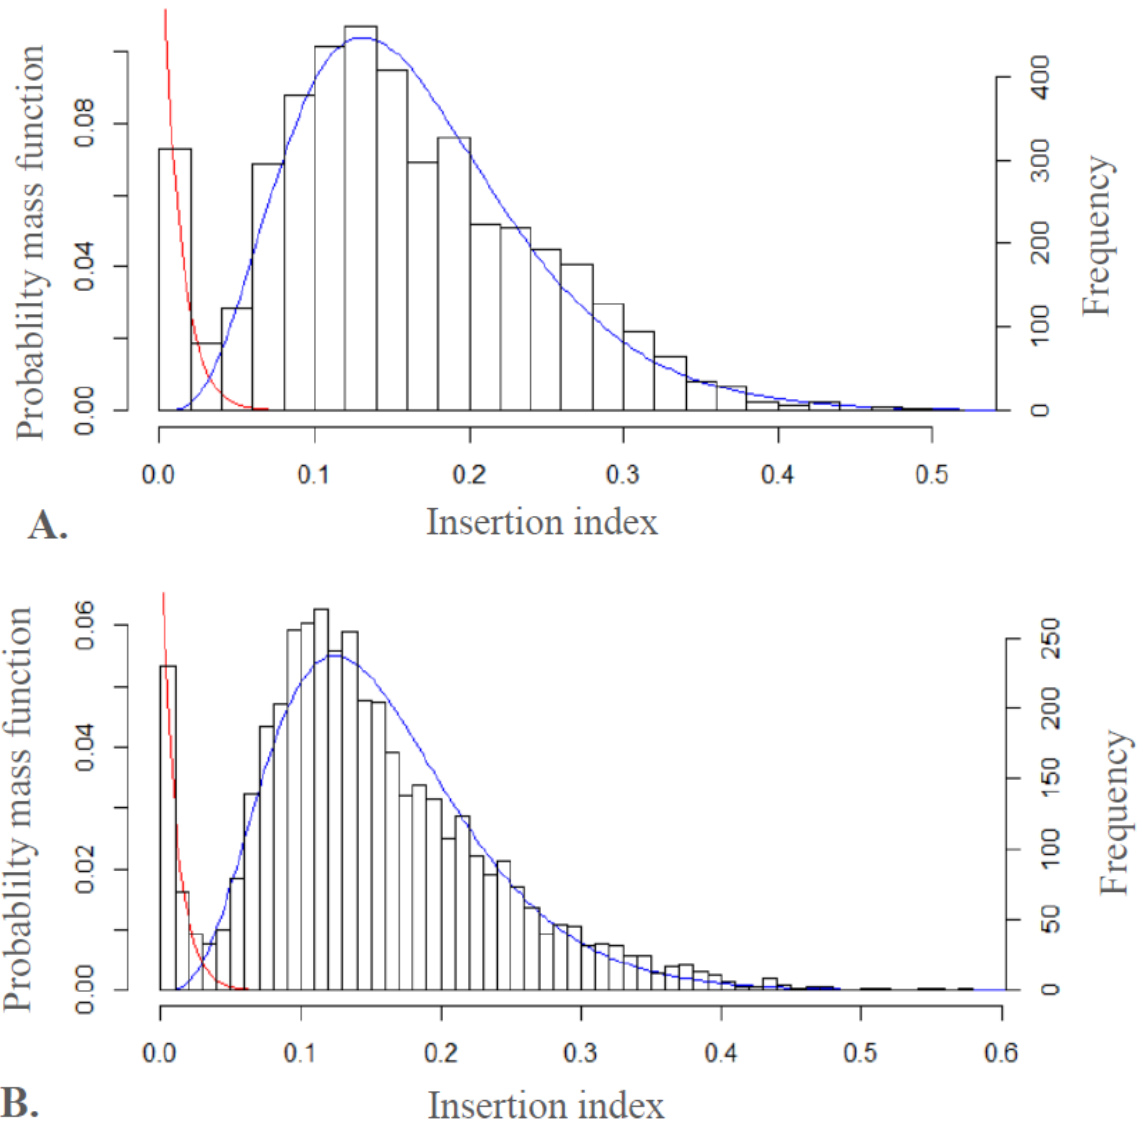 Probablilty mass function
0.00
0.04
0.08
0
100
200
300
400
Frequency
0.0 0.1 0.2 0.3 0.4 0.5
Insertion index
A.
Probablilty mass function
0.00
0.02
0.04
0.06
0
50
100
150
200
250
Frequency
0.0 0.1 0.2 0.3 0.4 0.5 0.6
Insertion index
B.